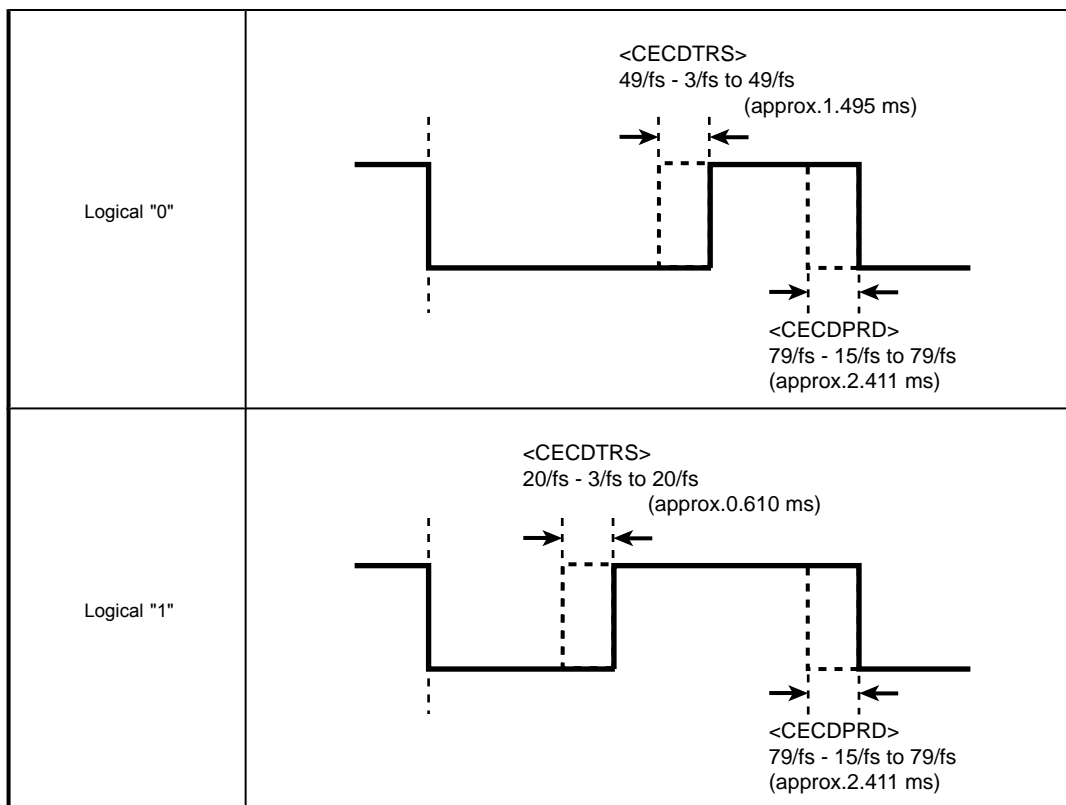 <CECDTRS>
49/fs - 3/fs to 49/fs
(approx.1.495 ms)
Logical "0"
<CECDPRD>
79/fs - 15/fs to 79/fs
(approx.2.411 ms)
<CECDTRS>
20/fs - 3/fs to 20/fs
(approx.0.610 ms)
Logical "1"
<CECDPRD>
79/fs - 15/fs to 79/fs
(approx.2.411 ms)